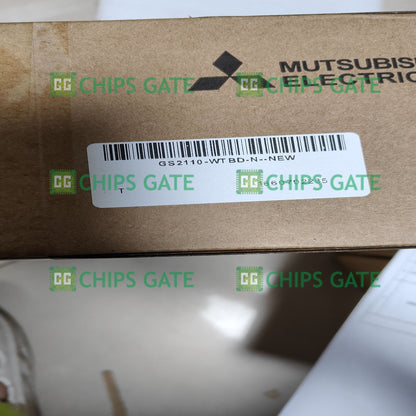 MUTSUBIS
ELECTRIC
CG CHIPS GATE CG CHIPS GATE
GS2110-WTBD-N--NEW
CG CHIPS GATE CG CHIPS GATE
T
CG CHIPS GATE CG CHIPS GATE